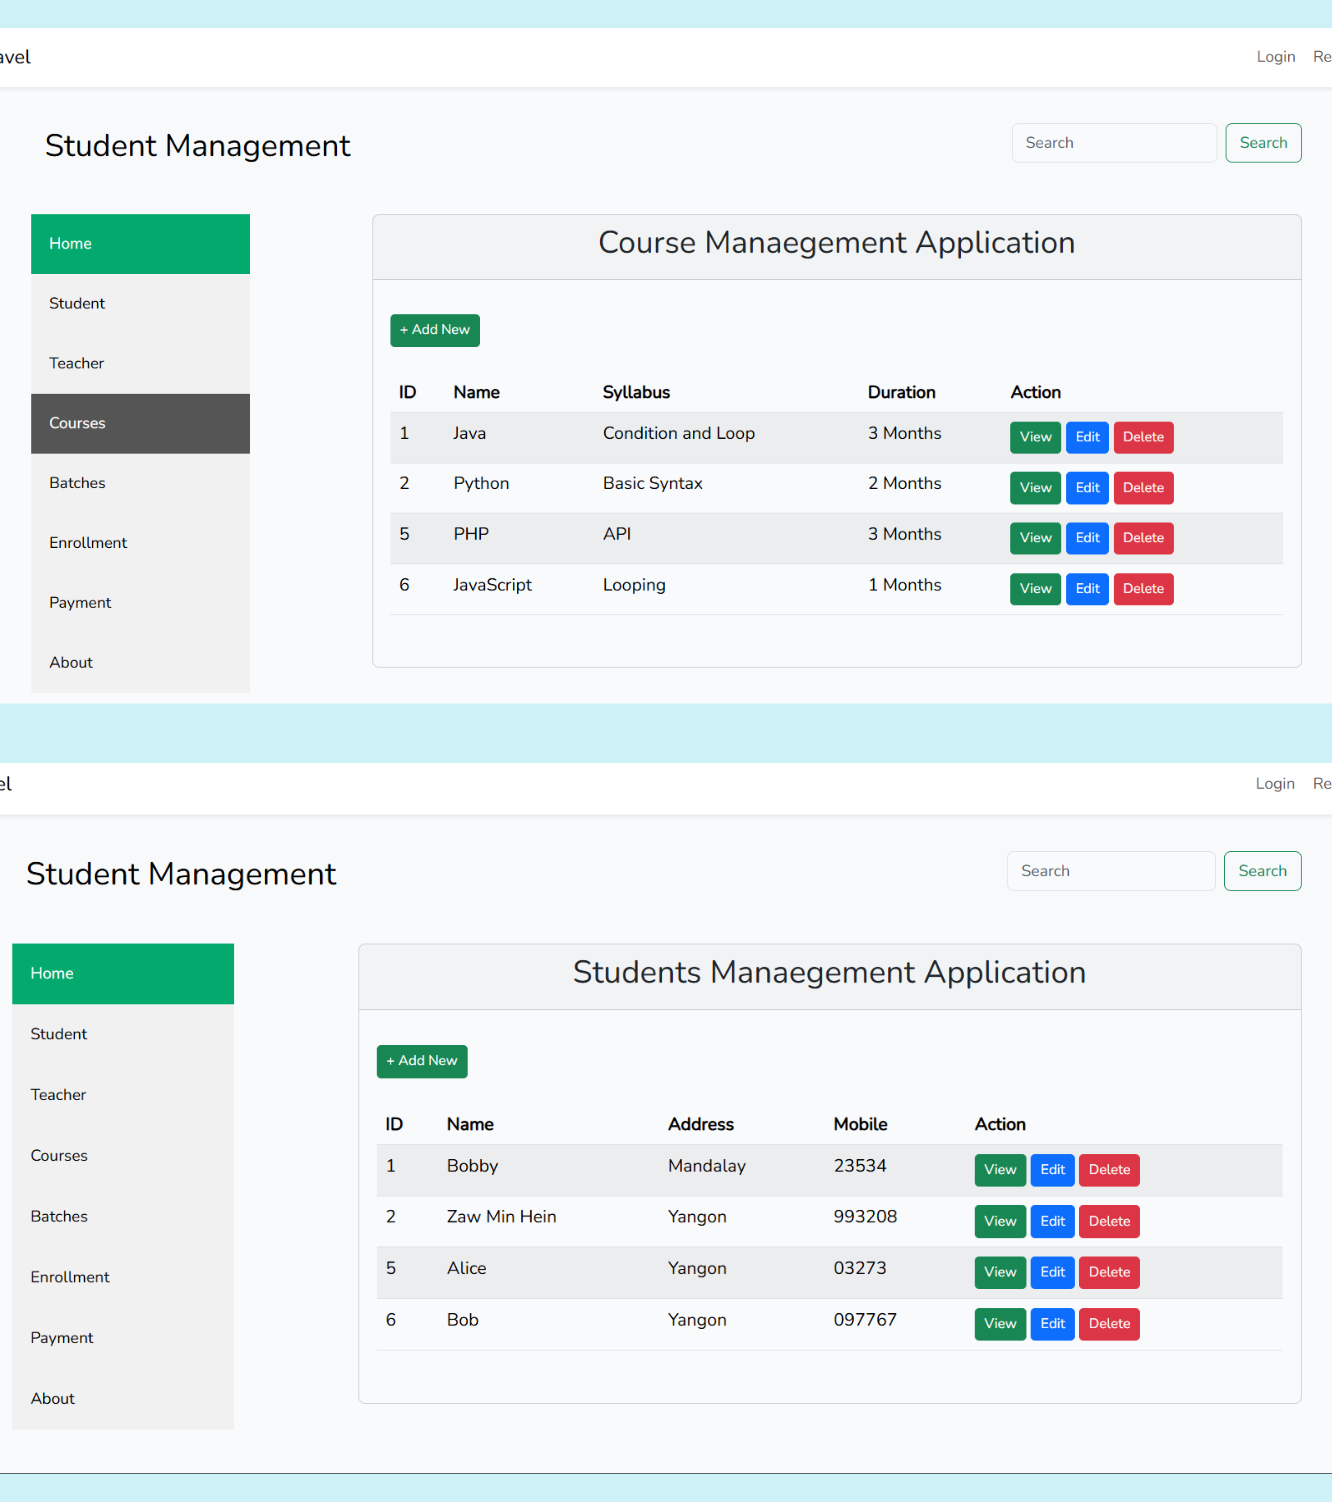 avel Login Re
Student Management Search Search
Home
Student
Teacher
Courses
Batches
Enrollment
Payment
About
Course Manaegement Application
+ Add New
ID Name Syllabus Duration Action
1 Java Condition and Loop 3 Months View Edit Delete
2 Python Basic Syntax 2 Months View Edit Delete
5 PHP API 3 Months View Edit Delete
6 JavaScript Looping 1 Months View Edit Delete
el Login Re
Student Management Search Search
Home
Student
Teacher
Courses
Batches
Enrollment
Payment
About
Students Manaegement Application
+ Add New
ID Name Address Mobile Action
1 Bobby Mandalay 23534 View Edit Delete
2 Zaw Min Hein Yangon 993208 View Edit Delete
5 Alice Yangon 03273 View Edit Delete
6 Bob Yangon 097767 View Edit Delete